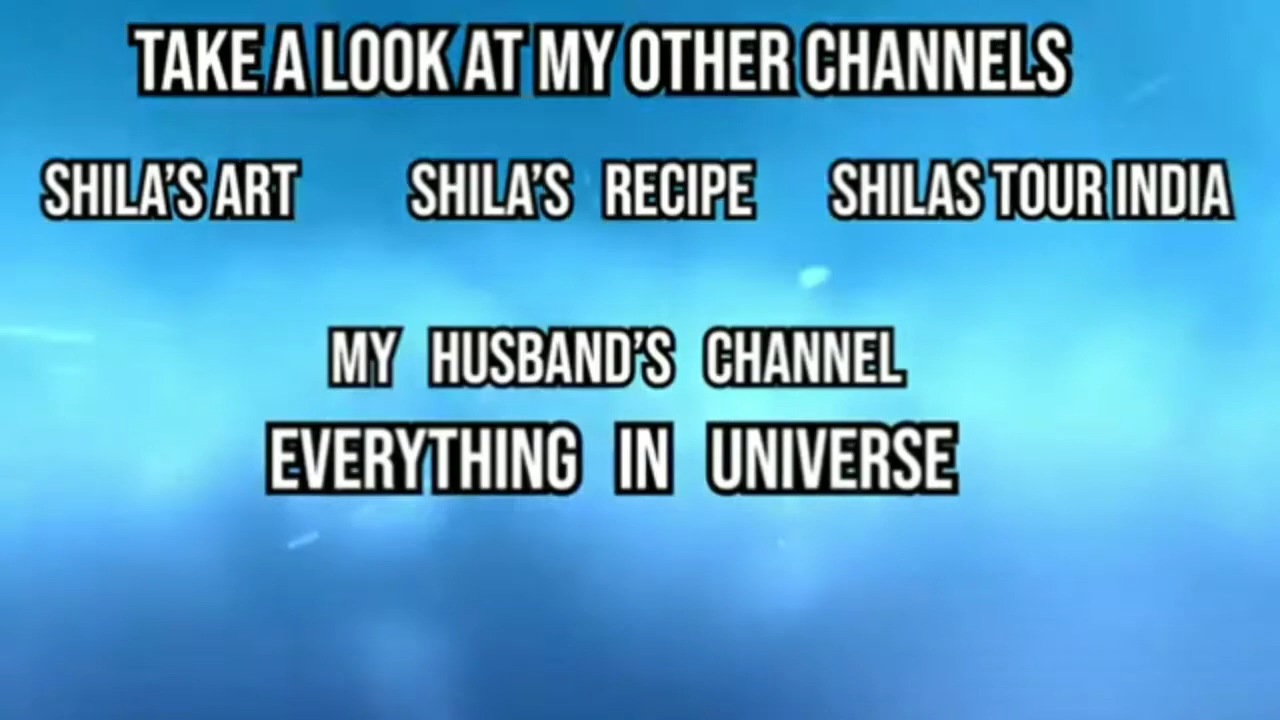 TAKE A LOOK AT MY OTHER CHANNELS
SHILA'S ART SHILA'S RECIPE SHILAS TOUR INDIA
MY HUSBAND'S CHANNEL
EVERYTHING IN UNIVERSE